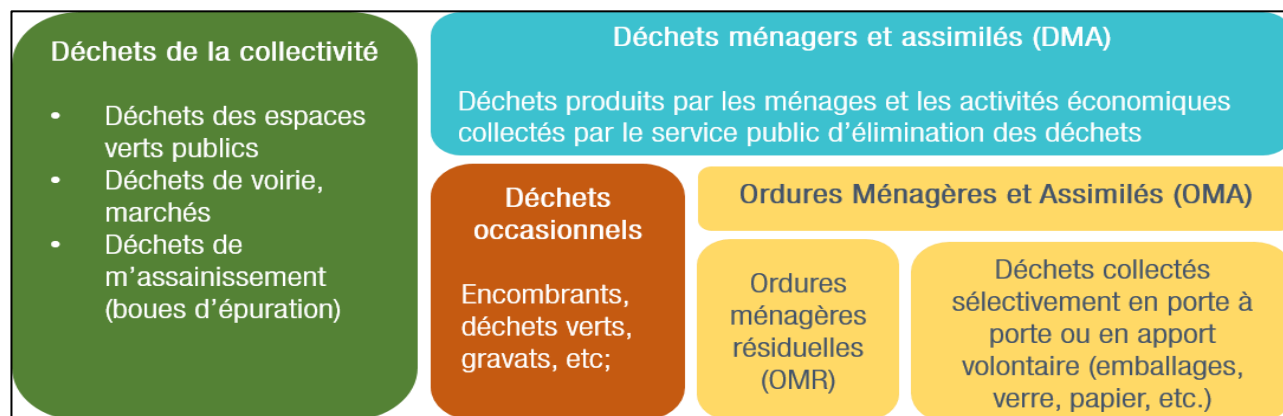 Déchets de la collectivité
• Déchets des espaces
verts publics
• Déchets de voirie,
marchés
• Déchets de
m’assainissement
(boues d’épuration)
Déchets ménagers et assimilés (DMA)
Déchets produits par les ménages et les activités économiques
collectés par le service public d’élimination des déchets
Déchets
occasionnels
Encombrants,
déchets verts,
gravats, etc;
Ordures Ménagères et Assimilés (OMA)
Ordures
ménagères
résiduelles
(OMR)
Déchets collectés
sélectivement en porte à
porte ou en apport
volontaire (emballages,
verre, papier, etc.)